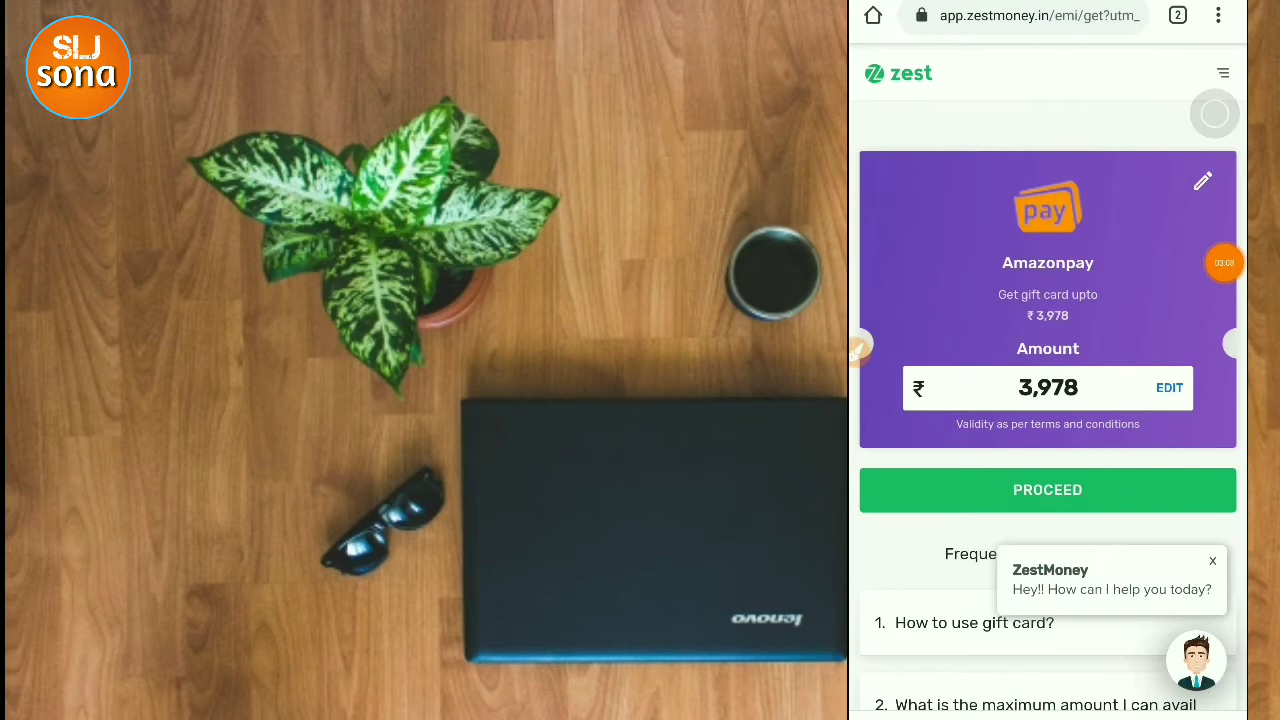 SLJ
sona
app.zestmoney.in/emi/get?utm_
2
zest
pay
Amazonpay
Get gift card upto
₹ 3,978
03:08
Amount
₹ 3,978 EDIT
Validity as per terms and conditions
PROCEED
Freque
ZestMoney x
Hey!! How can I help you today?
1. How to use gift card?
2. What is the maximum amount I can avail
lenovo